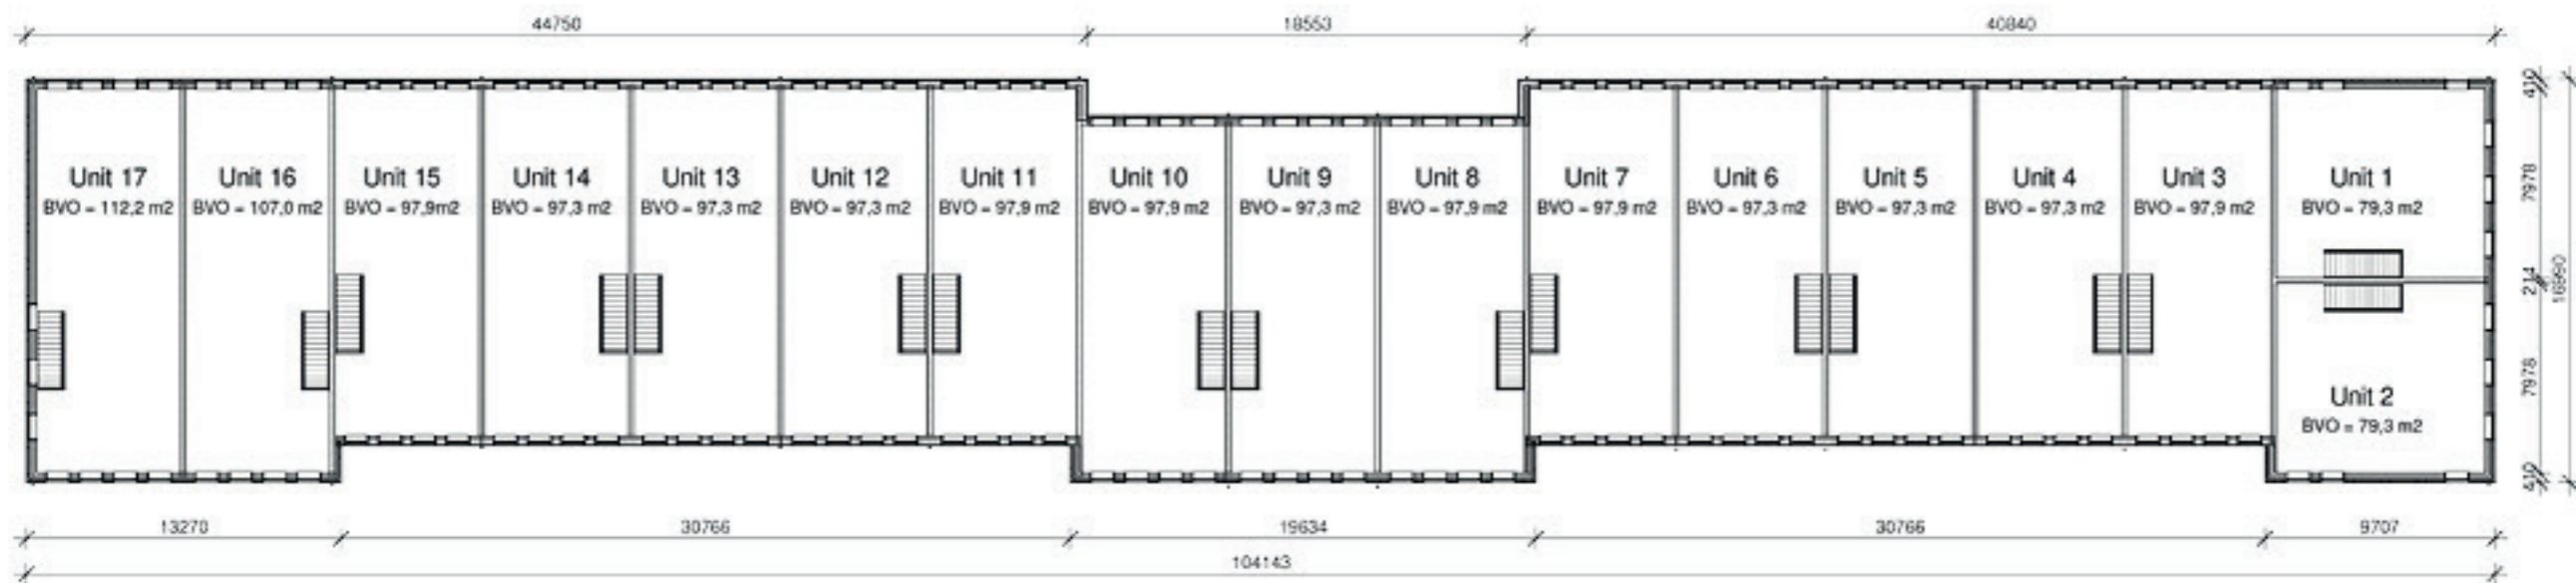 44750 18553 40840
Unit 17
BVO = 112,2 m2
Unit 16
BVO = 107,0 m2
Unit 15
BVO = 97,9m2
Unit 14
BVO = 97,3 m2
Unit 13
BVO = 97,3 m2
Unit 12
BVO = 97,3 m2
Unit 11
BVO = 97,9 m2
Unit 10
BVO = 97,9 m2
Unit 9
BVO = 97,3 m2
Unit 8
BVO = 97,9 m2
Unit 7
BVO = 97,9 m2
Unit 6
BVO = 97,3 m2
Unit 5
BVO = 97,3 m2
Unit 4
BVO = 97,3 m2
Unit 3
BVO = 97,9 m2
Unit 1
BVO = 79,3 m2
Unit 2
BVO = 79,3 m2
410
7978
214
7978
410
16990
13270 30766 19634 30766 9707
104143